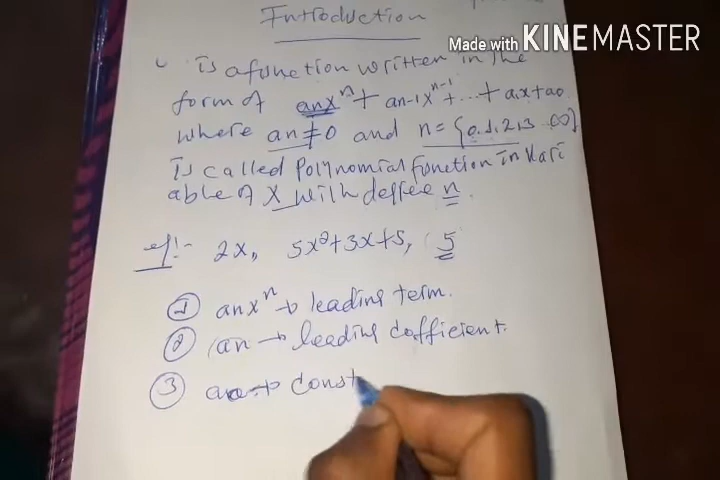 Introduction
Made with KINEMASTER
is a function written in the
form of anxⁿ + an-1xⁿ⁻¹ + ... + a1x + a0
where an ≠ 0 and n = {0,1,2,3 ∞}
is called Polynomial function in Vari
able of X with degree n
eg:- 2x, 5x²+3x+5, 5
① anxⁿ → leading term.
② an → leading cofficient.
③ a0 → const